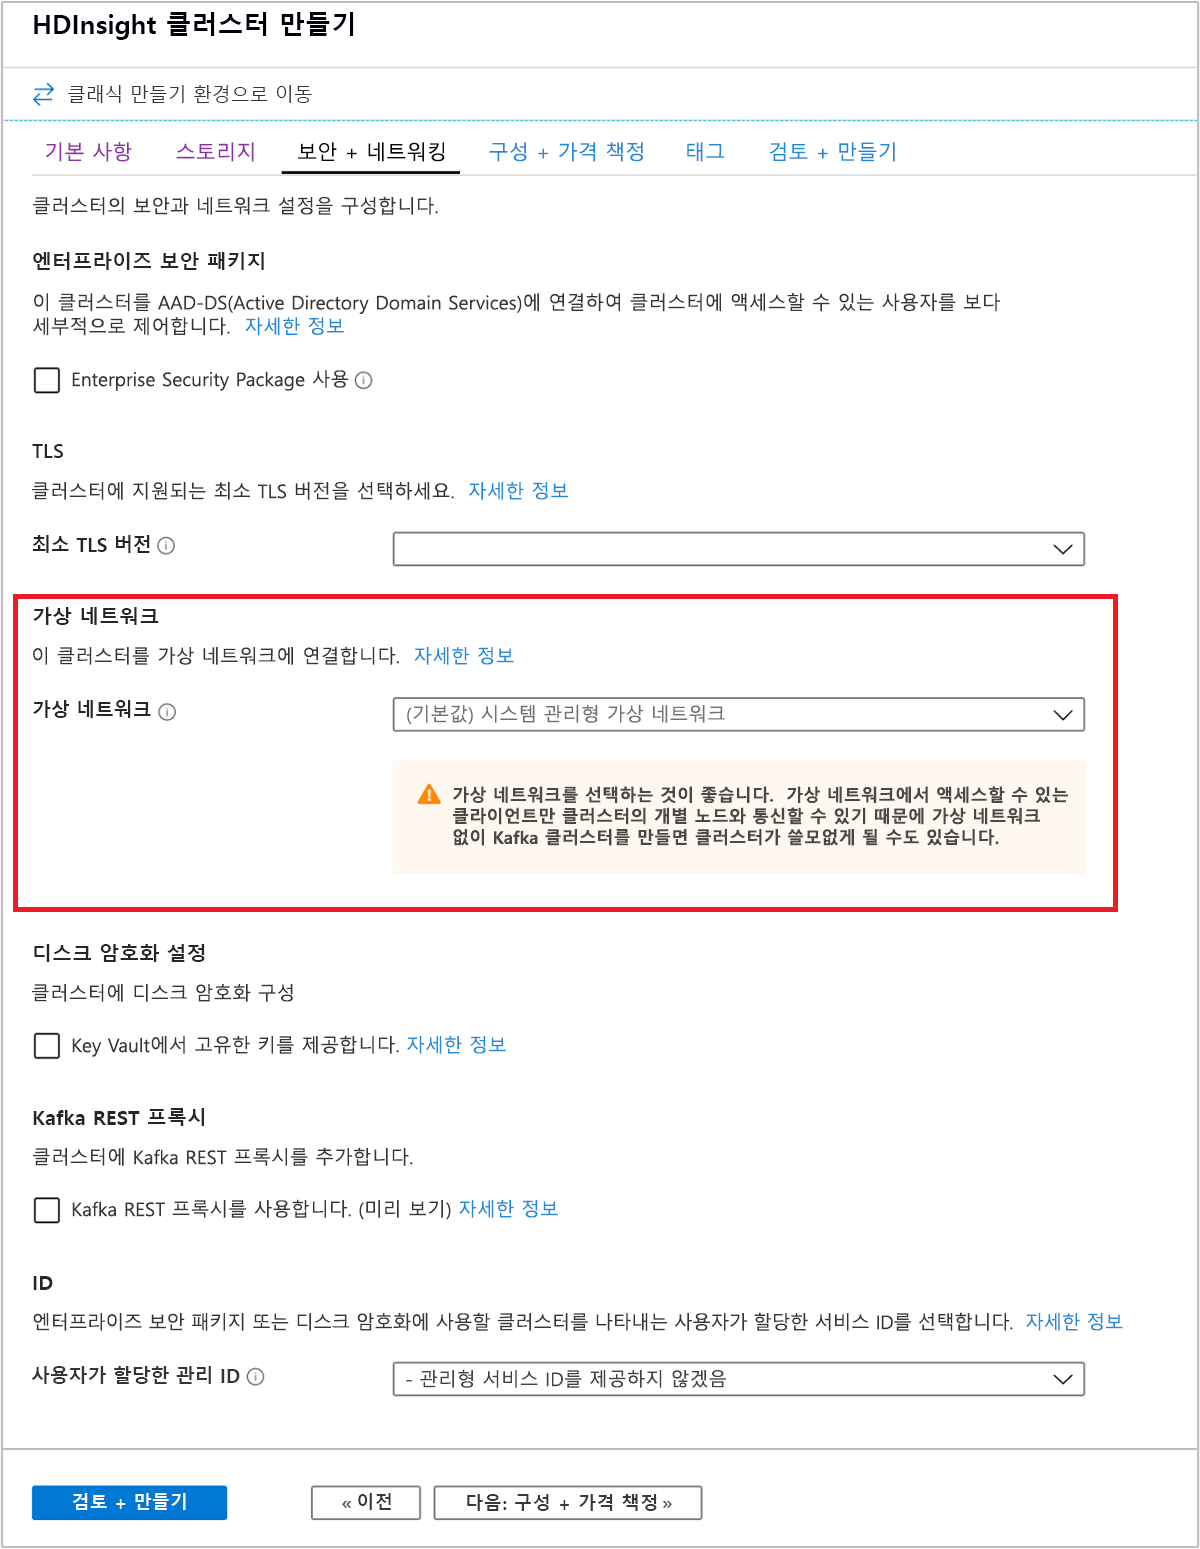 HDInsight 클러스터 만들기
클래식 만들기 환경으로 이동
기본 사항 스토리지 보안 + 네트워킹 구성 + 가격 책정 태그 검토 + 만들기
클러스터의 보안과 네트워크 설정을 구성합니다.
엔터프라이즈 보안 패키지
이 클러스터를 AAD-DS(Active Directory Domain Services)에 연결하여 클러스터에 액세스할 수 있는 사용자를 보다
세부적으로 제어합니다. 자세한 정보
Enterprise Security Package 사용
TLS
클러스터에 지원되는 최소 TLS 버전을 선택하세요. 자세한 정보
최소 TLS 버전
가상 네트워크
이 클러스터를 가상 네트워크에 연결합니다. 자세한 정보
가상 네트워크 (기본값) 시스템 관리형 가상 네트워크
가상 네트워크를 선택하는 것이 좋습니다. 가상 네트워크에서 액세스할 수 있는
클라이언트만 클러스터의 개별 노드와 통신할 수 있기 때문에 가상 네트워크
없이 Kafka 클러스터를 만들면 클러스터가 쓸모없게 될 수도 있습니다.
디스크 암호화 설정
클러스터에 디스크 암호화 구성
Key Vault에서 고유한 키를 제공합니다. 자세한 정보
Kafka REST 프록시
클러스터에 Kafka REST 프록시를 추가합니다.
Kafka REST 프록시를 사용합니다. (미리 보기) 자세한 정보
ID
엔터프라이즈 보안 패키지 또는 디스크 암호화에 사용할 클러스터를 나타내는 사용자가 할당한 서비스 ID를 선택합니다. 자세한 정보
사용자가 할당한 관리 ID - 관리형 서비스 ID를 제공하지 않겠음
검토 + 만들기 « 이전 다음: 구성 + 가격 책정 »